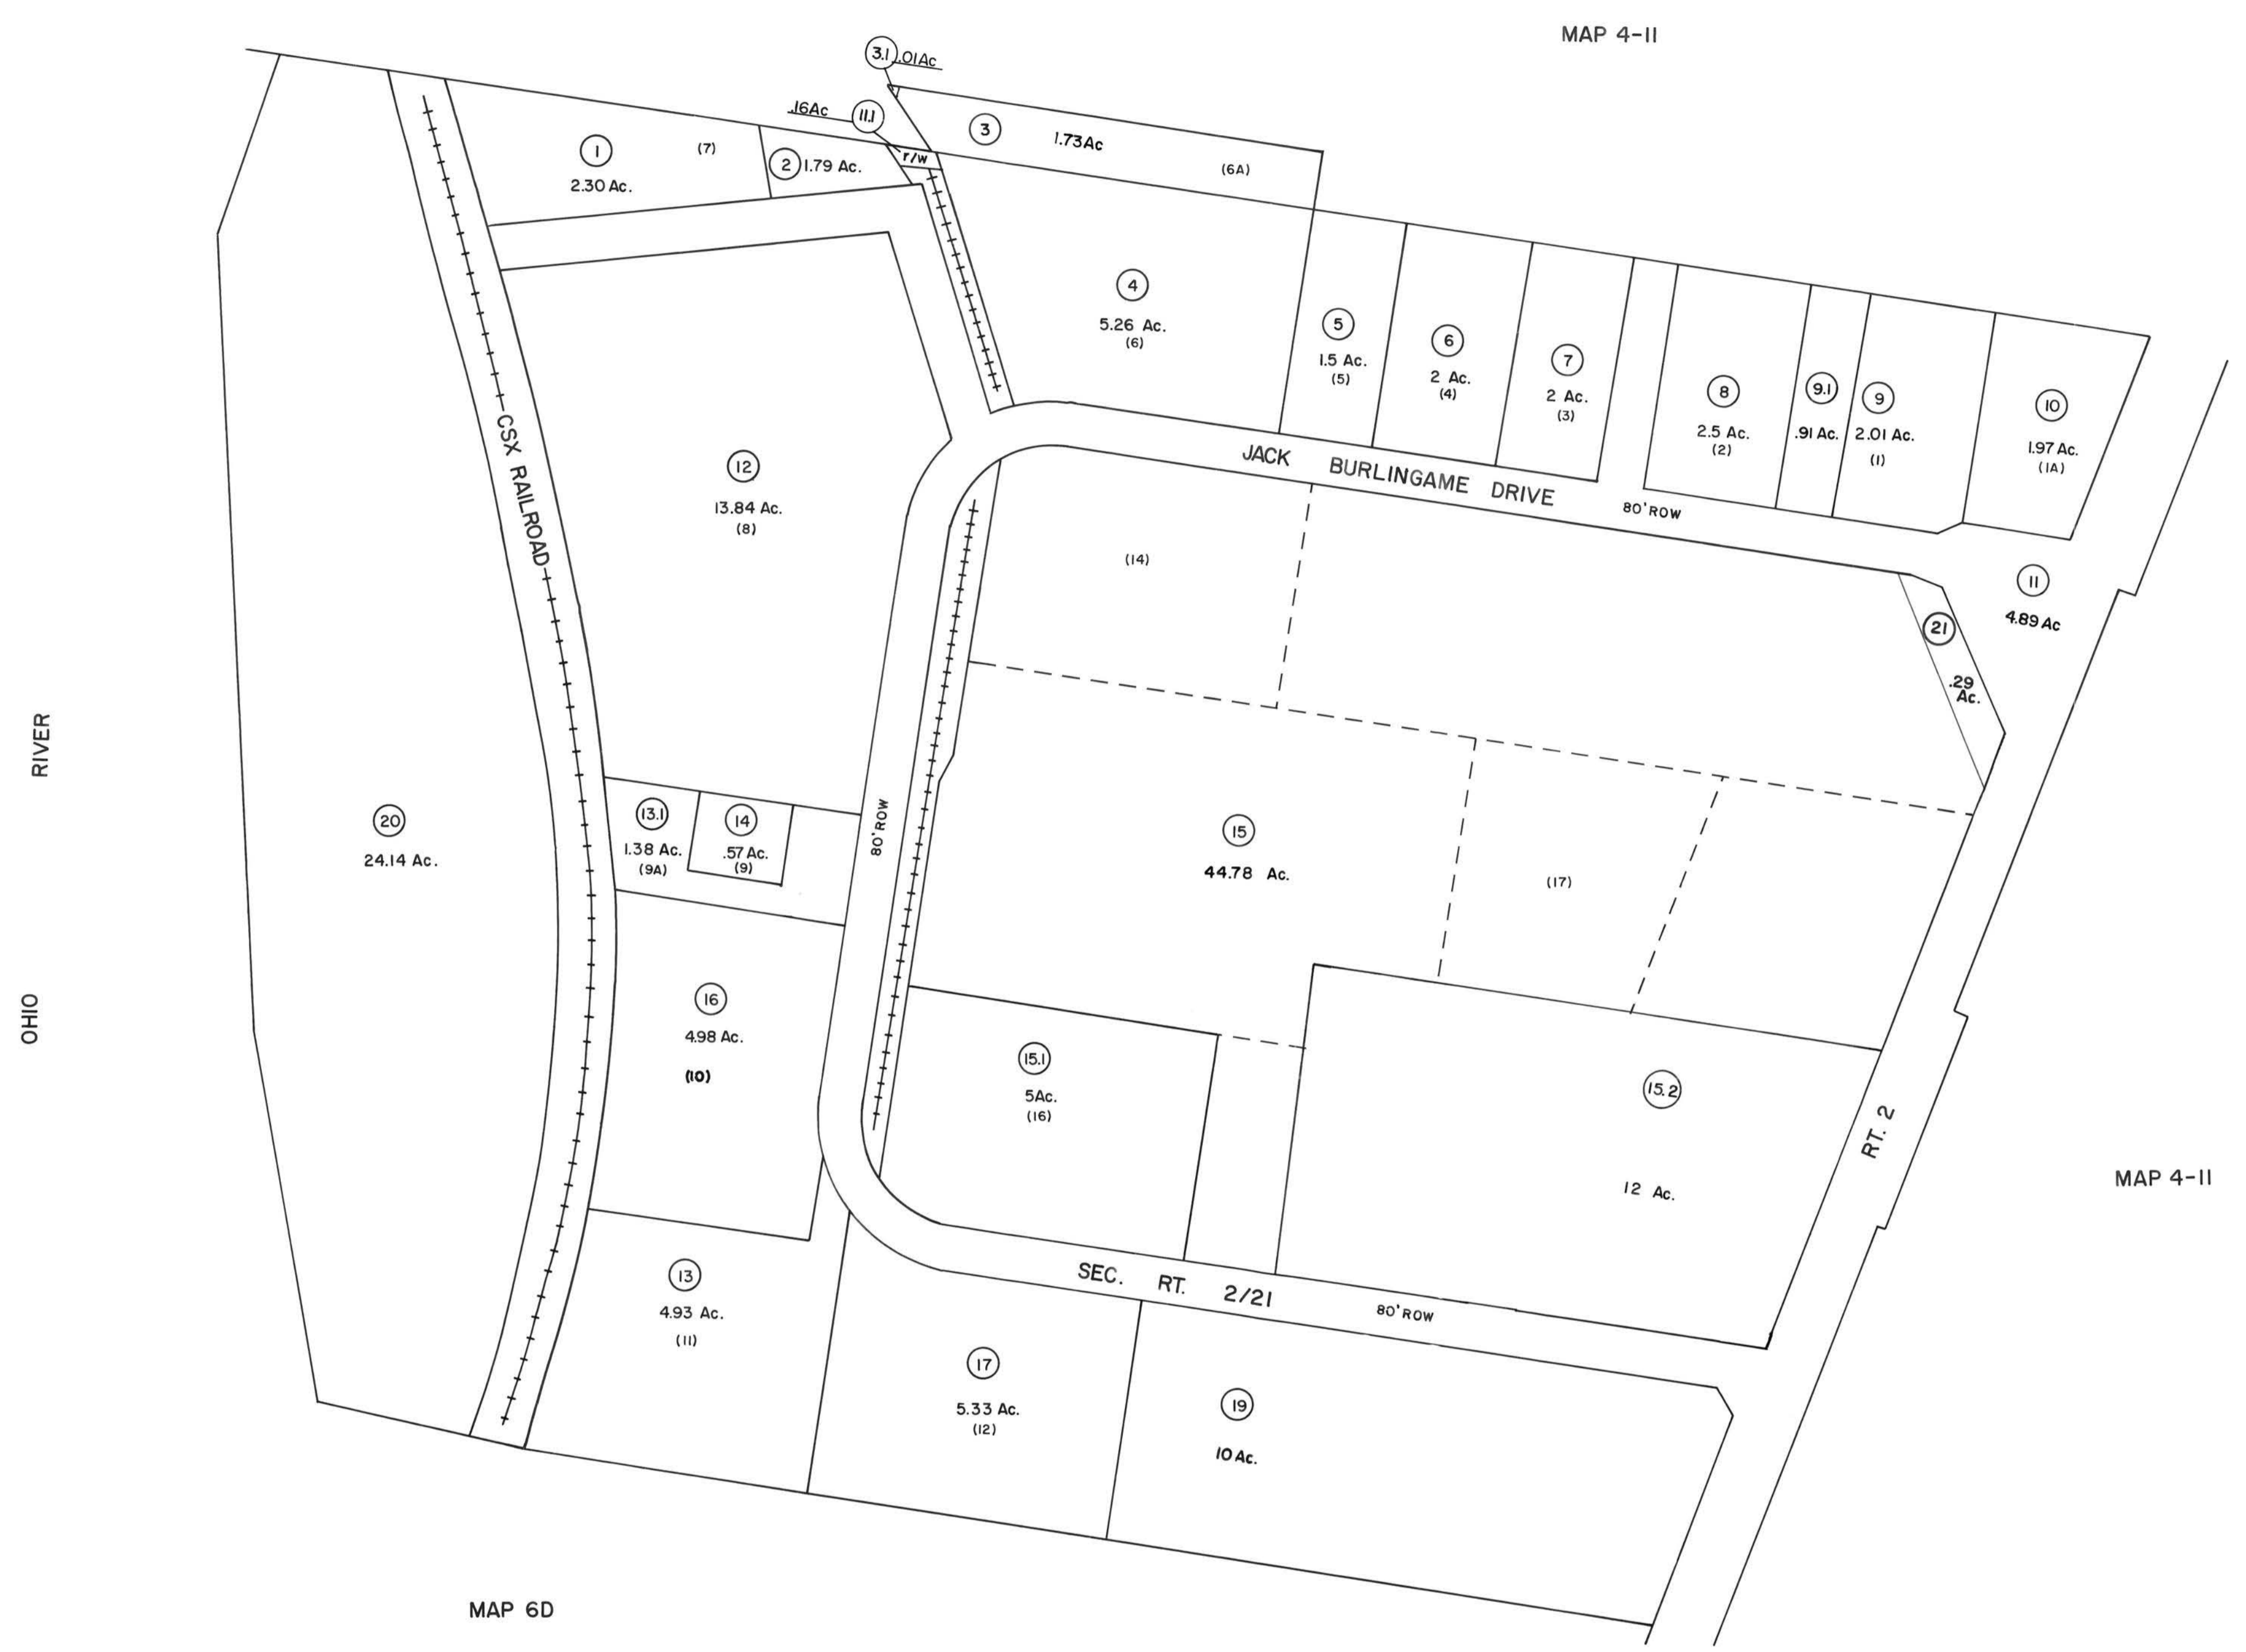 MAP 4-11
3.1 .01Ac
.16Ac 11.1
r/w
3 1.73Ac
(6A)
1 (7)
2.30 Ac.
2 1.79 Ac.
4
5.26 Ac.
(6)
5
1.5 Ac.
(5)
6
2 Ac.
(4)
7
2 Ac.
(3)
8
2.5 Ac.
(2)
9.1
.91 Ac.
9
2.01 Ac.
(1)
10
1.97 Ac.
(1A)
CSX RAILROAD
12
13.84 Ac.
(8)
JACK BURLINGAME DRIVE
80' ROW
11
4.89 Ac
(14)
21
.29
Ac.
RIVER
OHIO
20
24.14 Ac.
13.1
1.38 Ac.
(9A)
14
.57 Ac.
(9)
80' ROW
15
44.78 Ac.
(17)
16
4.98 Ac.
(10)
15.1
5Ac.
(16)
15.2
12 Ac.
RT. 2
MAP 4-11
13
4.93 Ac.
(11)
SEC. RT. 2/21
80' ROW
17
5.33 Ac.
(12)
19
10 Ac.
MAP 6D